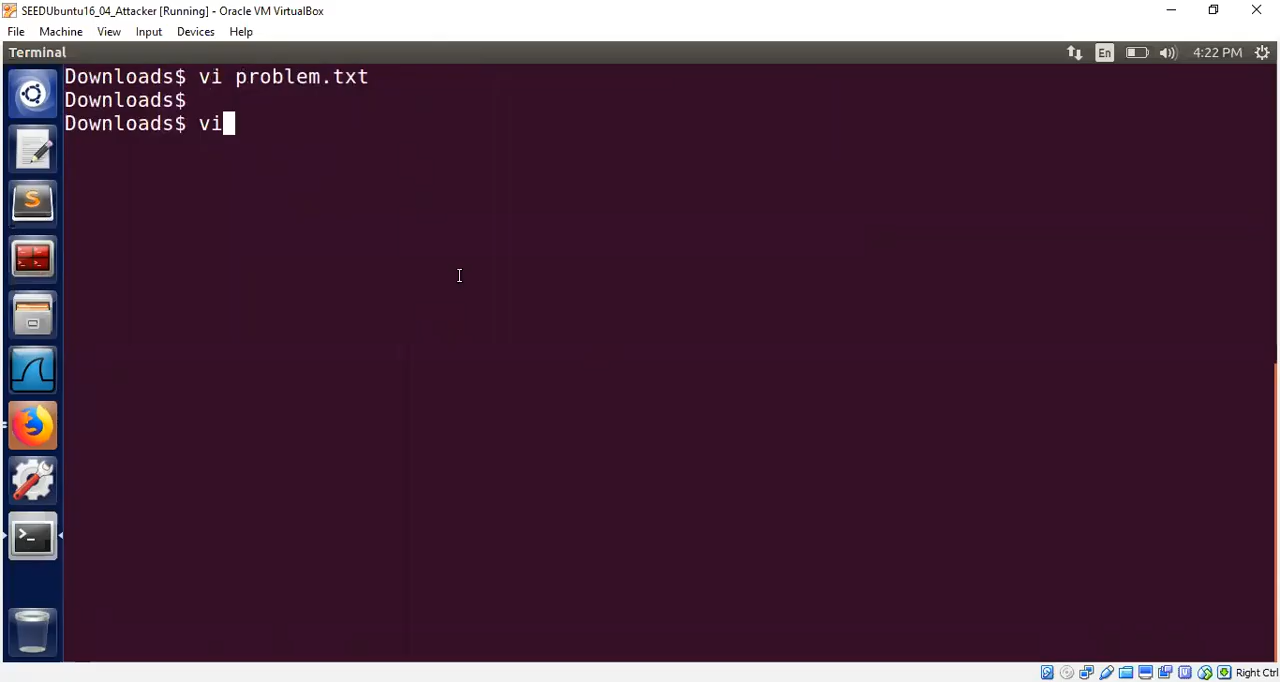 SEEDUbuntu16_04_Attacker [Running] - Oracle VM VirtualBox
File Machine View Input Devices Help
Terminal En 4:22 PM
Downloads$ vi problem.txt
Downloads$
Downloads$ vi
S
>_
Right Ctrl